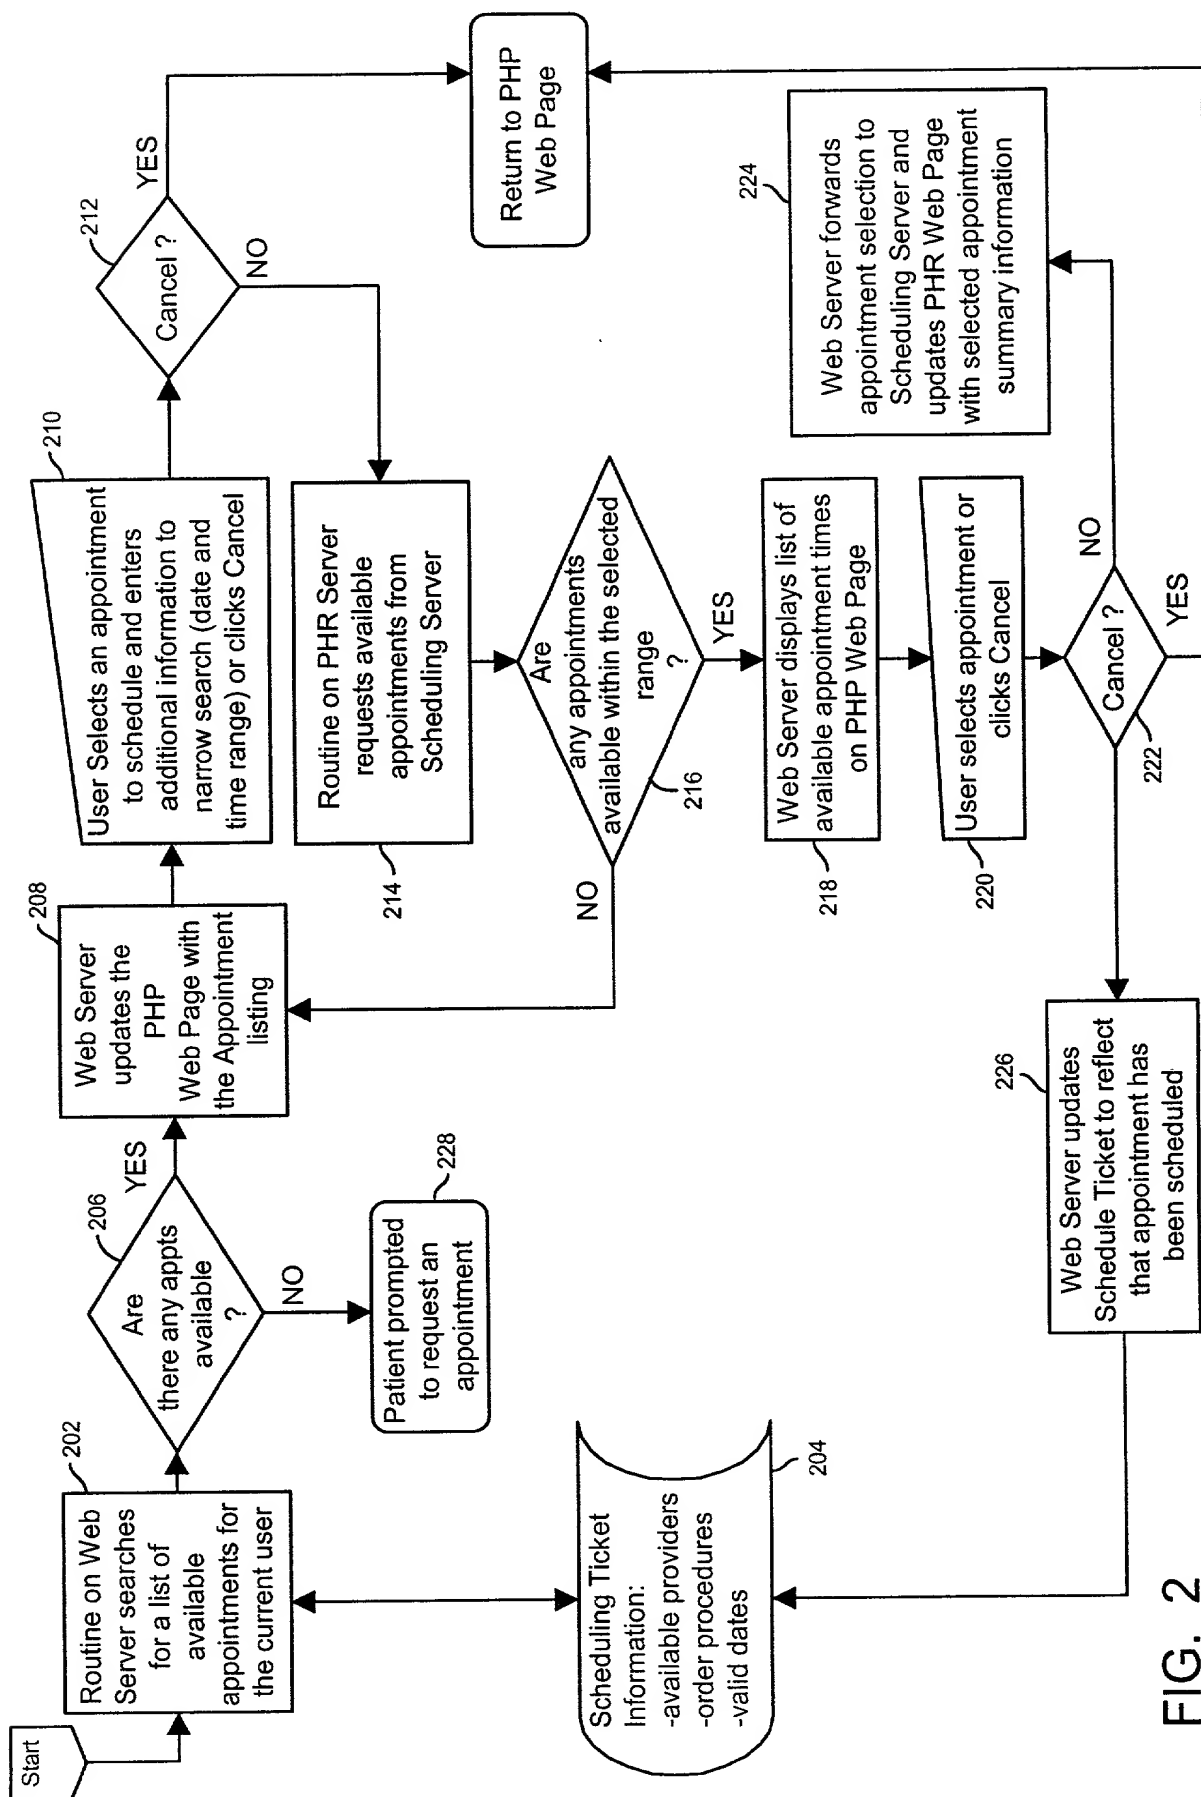 Start
Routine on Web
Server searches
for a list of
available
appointments for
the current user
202
Scheduling Ticket
Information:
-available providers
-order procedures
-valid dates
204
Are
there any appts
available
?
206
YES
NO
Patient prompted
to request an
appointment
228
Web Server
updates the
PHP
Web Page with
the Appointment
listing
208
User Selects an appointment
to schedule and enters
additional information to
narrow search (date and
time range) or clicks Cancel
210
Cancel ?
212
YES
NO
Return to PHP
Web Page
Routine on PHR Server
requests available
appointments from
Scheduling Server
214
Are
any appointments
available within the selected
range
?
216
NO
YES
Web Server displays list of
available appointment times
on PHP Web Page
218
User selects appointment or
clicks Cancel
220
Cancel ?
222
NO
YES
Web Server forwards
appointment selection to
Scheduling Server and
updates PHR Web Page
with selected appointment
summary information
224
Web Server updates
Schedule Ticket to reflect
that appointment has
been scheduled
226
FIG. 2